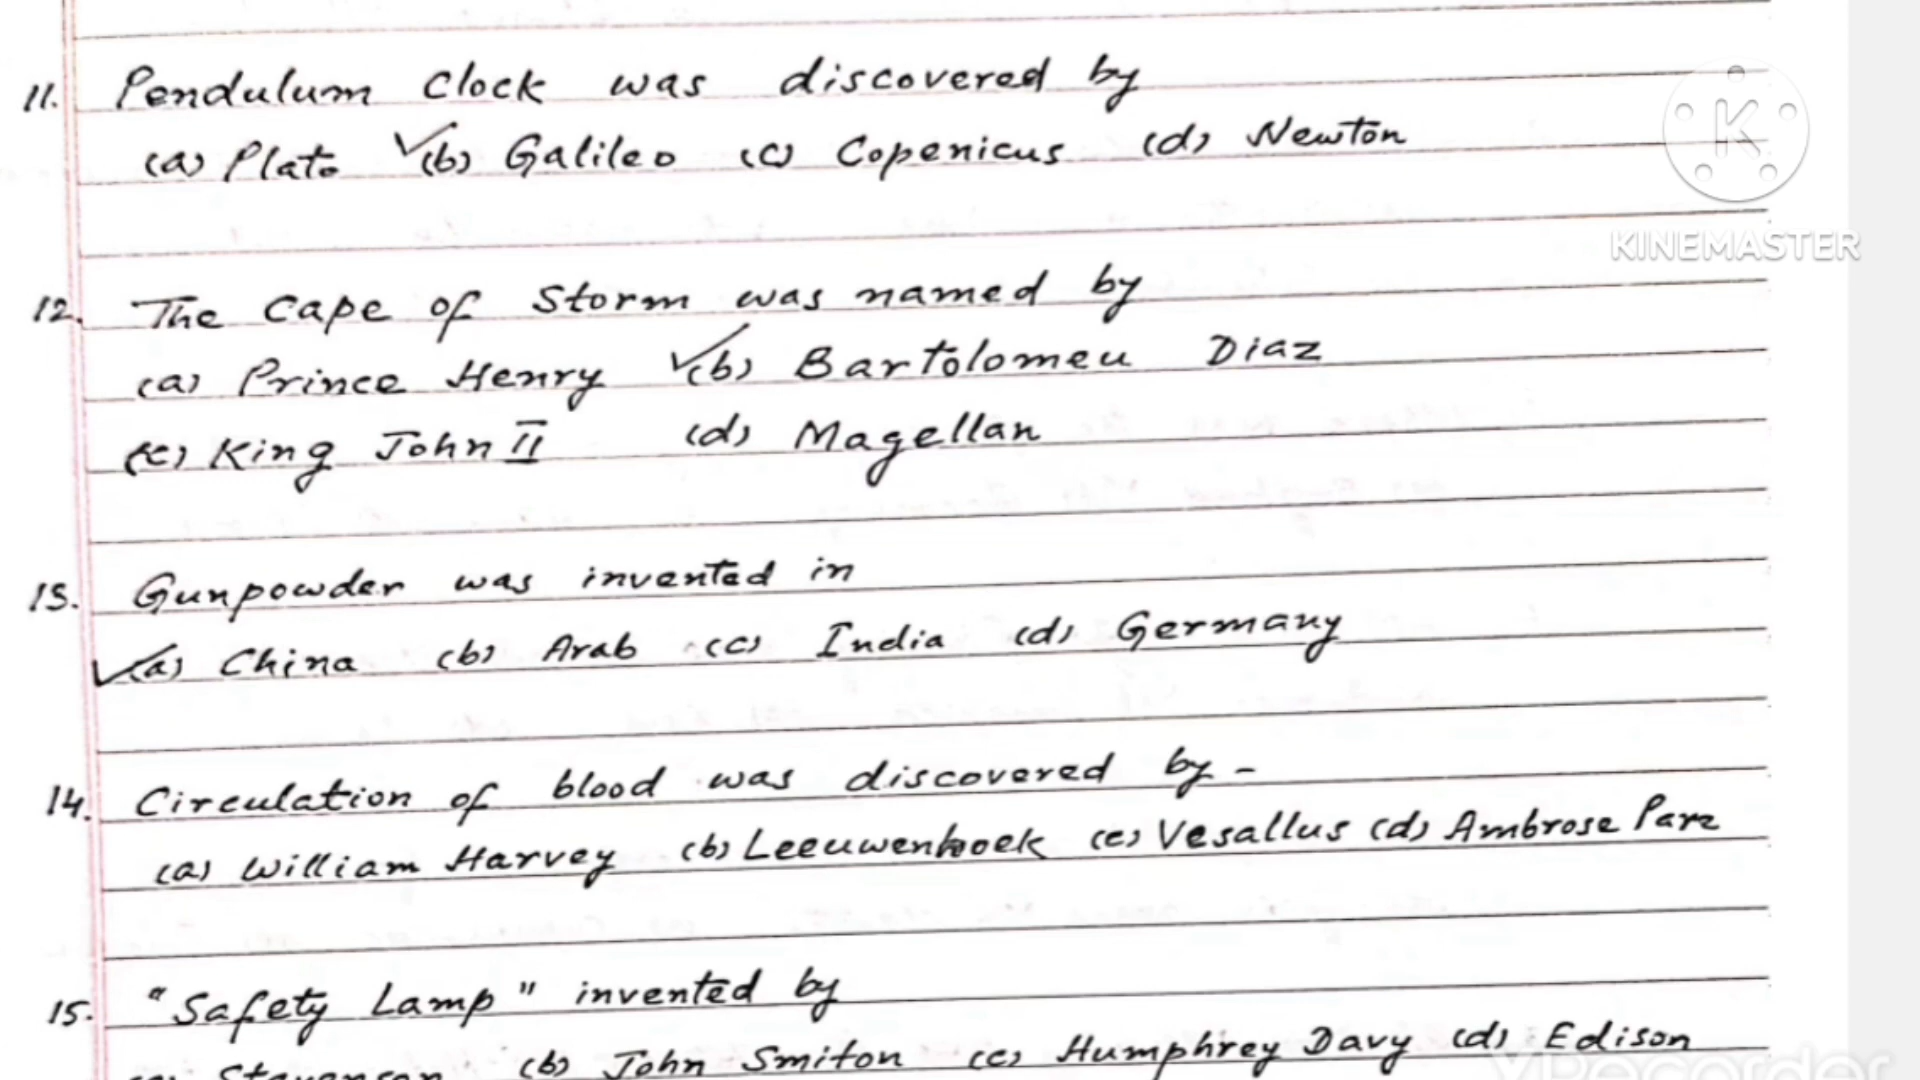 11. Pendulum Clock was discovered by
(a) Plato (b) Galileo (c) Copenicus (d) Newton
KINEMASTER
12. The Cape of Storm was named by
(a) Prince Henry (b) Bartolomeu Diaz
(c) King John II (d) Magellan
13. Gunpowder was invented in
(a) China (b) Arab (c) India (d) Germany
14. Circulation of blood was discovered by -
(a) William Harvey (b) Leeuwenhoek (c) Vesallus (d) Ambrose Pare
15. "Safety Lamp" invented by
(b) John Smiton (c) Humphrey Davy (d) Edison